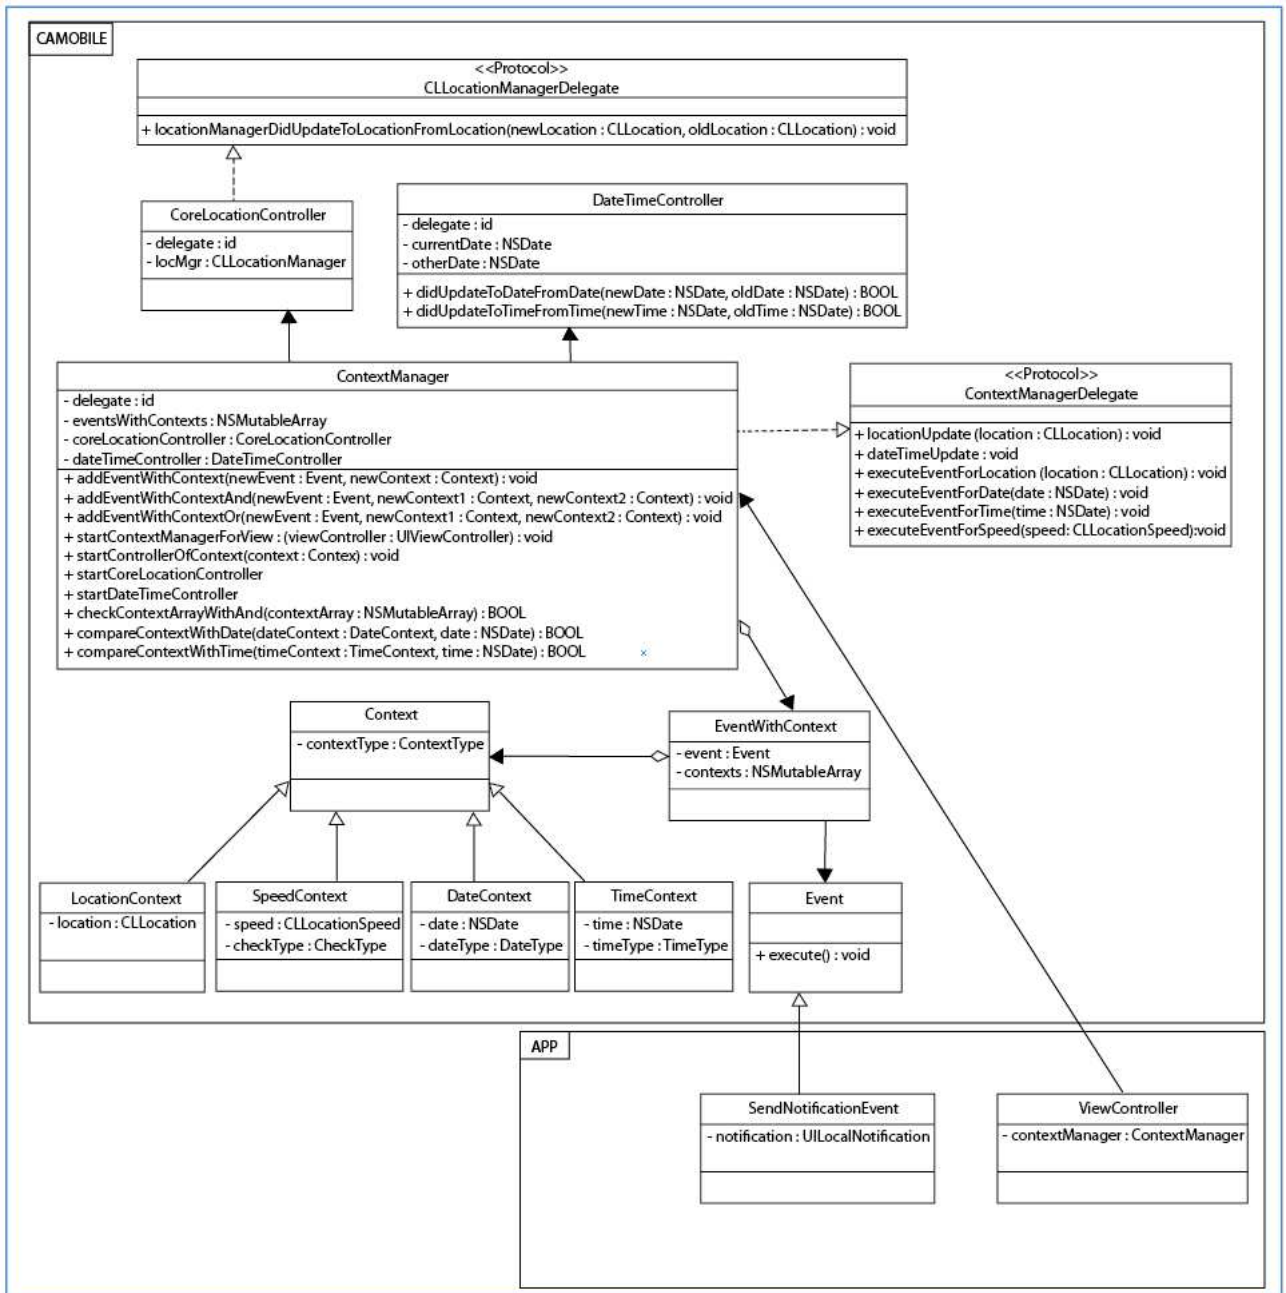 CAMOBILE
<<Protocol>>
CLLocationManagerDelegate
+ locationManagerDidUpdateToLocationFromLocation(newLocation : CLLocation, oldLocation : CLLocation) : void
CoreLocationController
- delegate : id
- locMgr : CLLocationManager
DateTimeController
- delegate : id
- currentDate : NSDate
- otherDate : NSDate
+ didUpdateToDateFromDate(newDate : NSDate, oldDate : NSDate) : BOOL
+ didUpdateToTimeFromTime(newTime : NSDate, oldTime : NSDate) : BOOL
ContextManager
- delegate : id
- eventsWithContexts : NSMutableArray
- coreLocationController : CoreLocationController
- dateTimeController : DateTimeController
+ addEventWithContext(newEvent : Event, newContext : Context) : void
+ addEventWithContextAnd(newEvent : Event, newContext1 : Context, newContext2 : Context) : void
+ addEventWithContextOr(newEvent : Event, newContext1 : Context, newContext2 : Context) : void
+ startContextManagerForView : (viewController : UIViewController) : void
+ startControllerOfContext(context : Contex) : void
+ startCoreLocationController
+ startDateTimeController
+ checkContextArrayWithAnd(contextArray : NSMutableArray) : BOOL
+ compareContextWithDate(dateContext : DateContext, date : NSDate) : BOOL
+ compareContextWithTime(timeContext : TimeContext, time : NSDate) : BOOL
<<Protocol>>
ContextManagerDelegate
+ locationUpdate (location : CLLocation) : void
+ dateTimeUpdate : void
+ executeEventForLocation (location : CLLocation) : void
+ executeEventForDate(date : NSDate) : void
+ executeEventForTime(time : NSDate) : void
+ executeEventForSpeed(speed: CLLocationSpeed):void
Context
- contextType : ContextType
EventWithContext
- event : Event
- contexts : NSMutableArray
LocationContext
- location : CLLocation
SpeedContext
- speed : CLLocationSpeed
- checkType : CheckType
DateContext
- date : NSDate
- dateType : DateType
TimeContext
- time : NSDate
- timeType : TimeType
Event
+ execute() : void
APP
SendNotificationEvent
- notification : UILocalNotification
ViewController
- contextManager : ContextManager